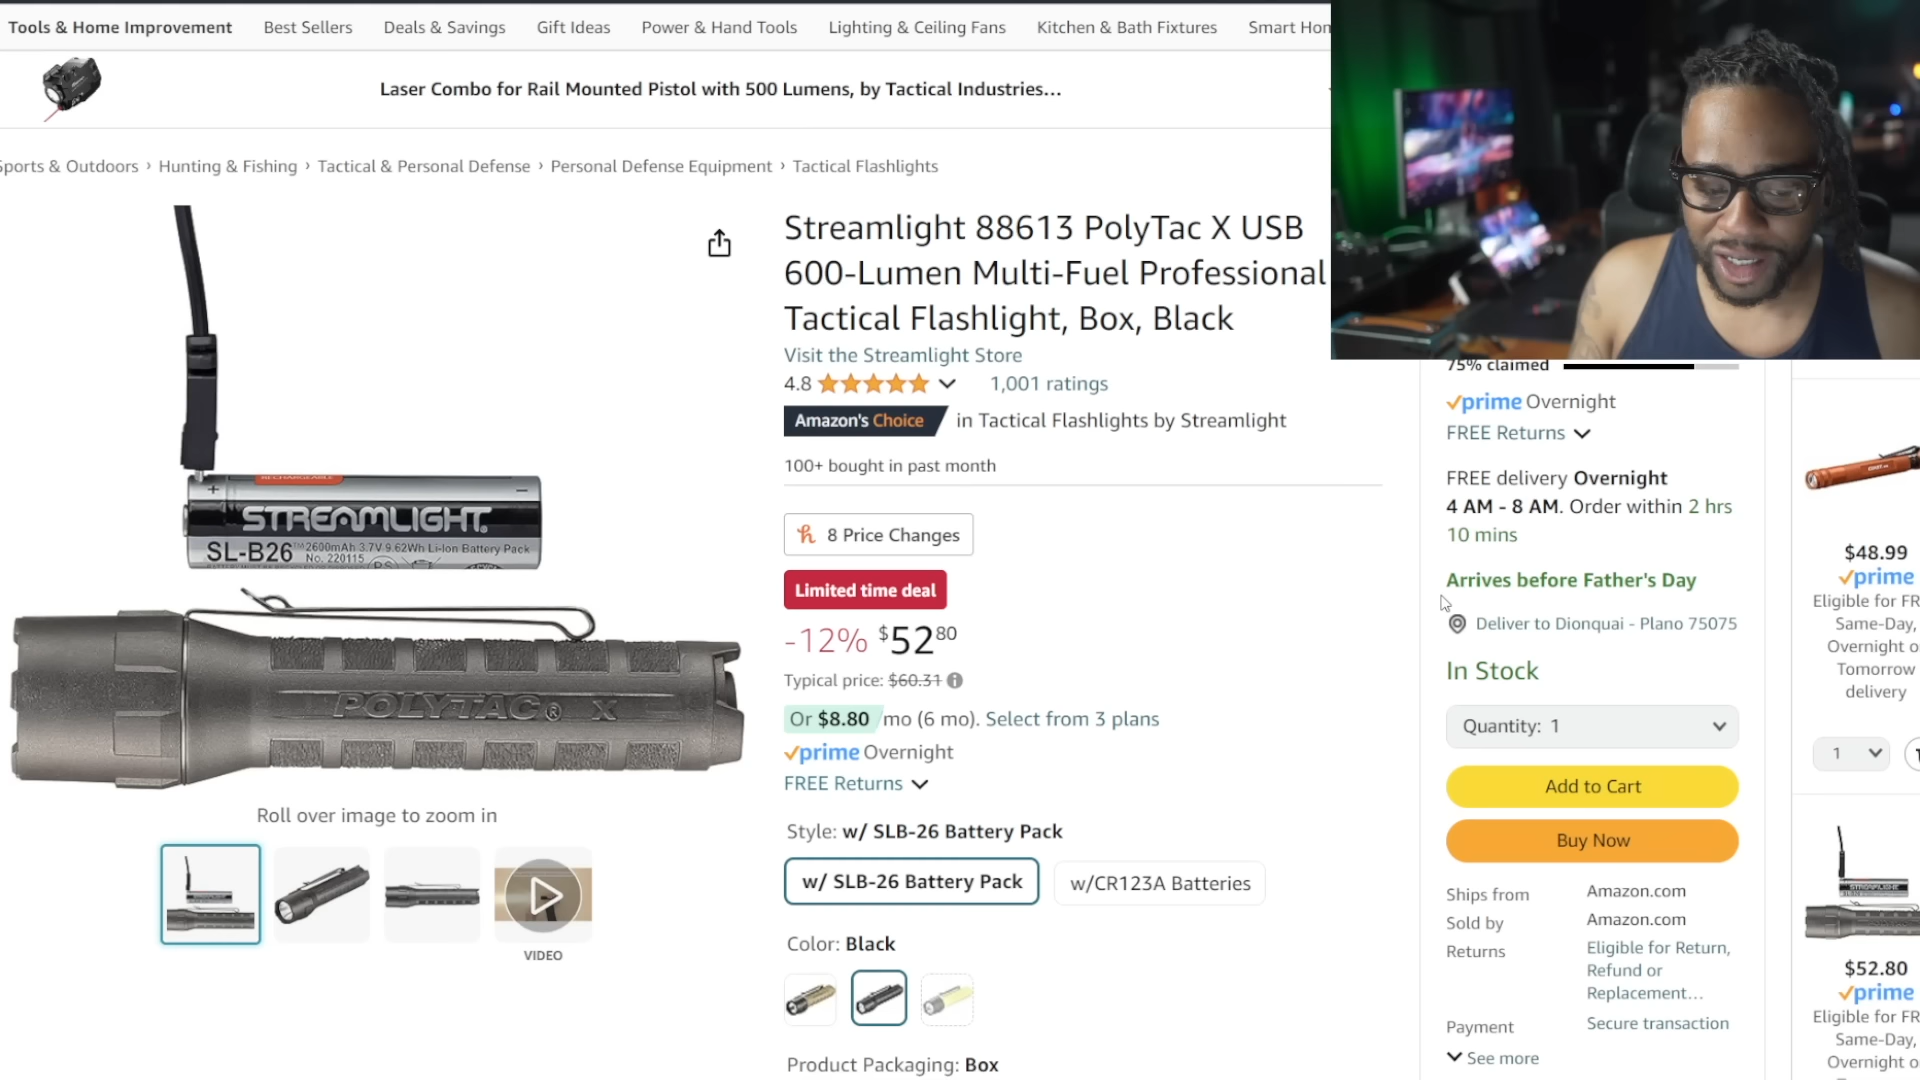 Tools & Home Improvement Best Sellers Deals & Savings Gift Ideas Power & Hand Tools Lighting & Ceiling Fans Kitchen & Bath Fixtures Smart Hom
Laser Combo for Rail Mounted Pistol with 500 Lumens, by Tactical Industries...
Sports & Outdoors › Hunting & Fishing › Tactical & Personal Defense › Personal Defense Equipment › Tactical Flashlights
Streamlight 88613 PolyTac X USB
600-Lumen Multi-Fuel Professional
Tactical Flashlight, Box, Black
Visit the Streamlight Store
4.8 1,001 ratings
Amazon's Choice in Tactical Flashlights by Streamlight
100+ bought in past month
8 Price Changes
Limited time deal
-12% $52 80
Typical price: $60.31
Or $8.80 /mo (6 mo). Select from 3 plans
prime Overnight
FREE Returns
Style: w/ SLB-26 Battery Pack
w/ SLB-26 Battery Pack w/CR123A Batteries
Color: Black
Product Packaging: Box
RECHARGEABLE
+ −
STREAMLIGHT®
SL-B26™ 2600mAh 3.7V 9.62Wh Li-Ion Battery Pack
No. 220115
POLYTAC® X
Roll over image to zoom in
VIDEO
75% claimed
prime Overnight
FREE Returns
FREE delivery Overnight
4 AM - 8 AM. Order within 2 hrs
10 mins
Arrives before Father's Day
Deliver to Dionquai - Plano 75075
In Stock
Quantity: 1
Add to Cart
Buy Now
Ships from Amazon.com
Sold by Amazon.com
Returns Eligible for Return,
Refund or
Replacement...
Payment Secure transaction
See more
$48.99
prime
Eligible for FR
Same-Day,
Overnight o
Tomorrow
delivery
1
STREAMLIGHT
$52.80
prime
Eligible for FR
Same-Day,
Overnight o